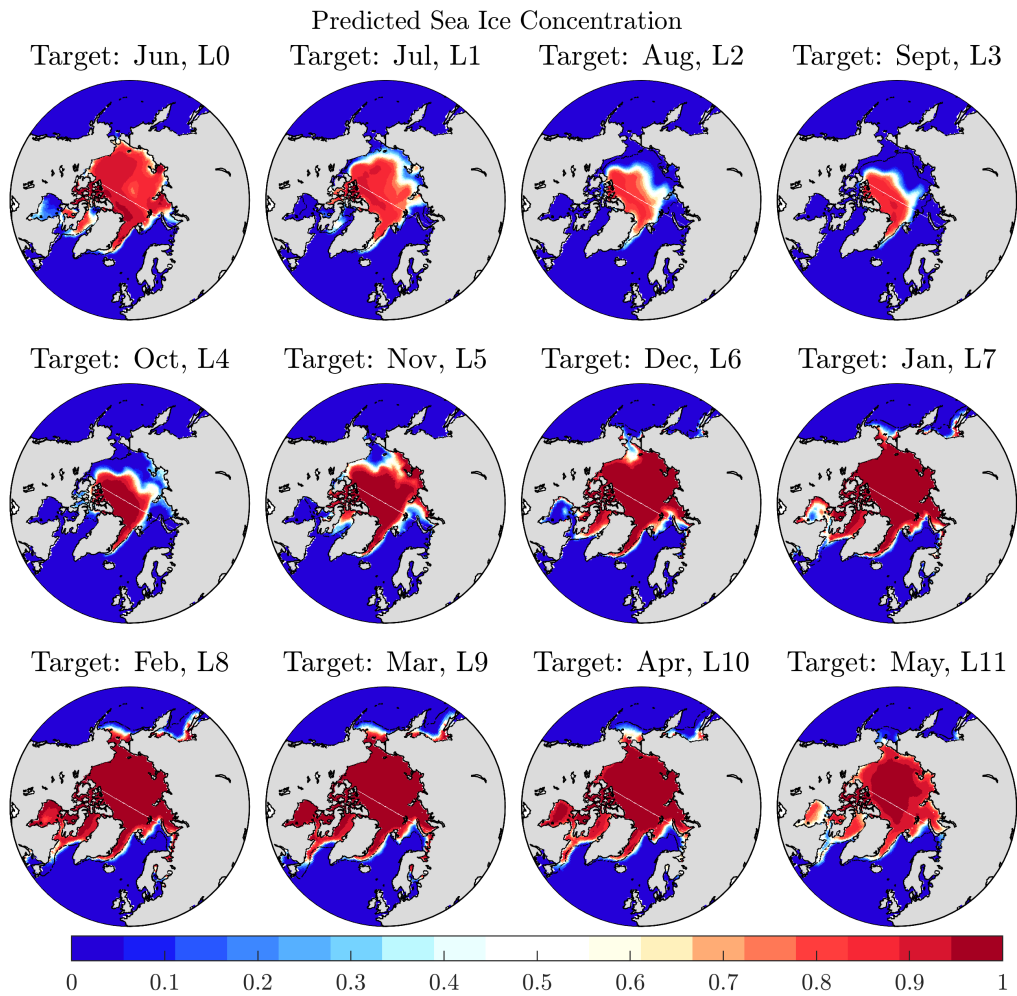 Predicted Sea Ice Concentration
Target: Jun, L0 Target: Jul, L1 Target: Aug, L2 Target: Sept, L3
Target: Oct, L4 Target: Nov, L5 Target: Dec, L6 Target: Jan, L7
Target: Feb, L8 Target: Mar, L9 Target: Apr, L10 Target: May, L11
0 0.1 0.2 0.3 0.4 0.5 0.6 0.7 0.8 0.9 1